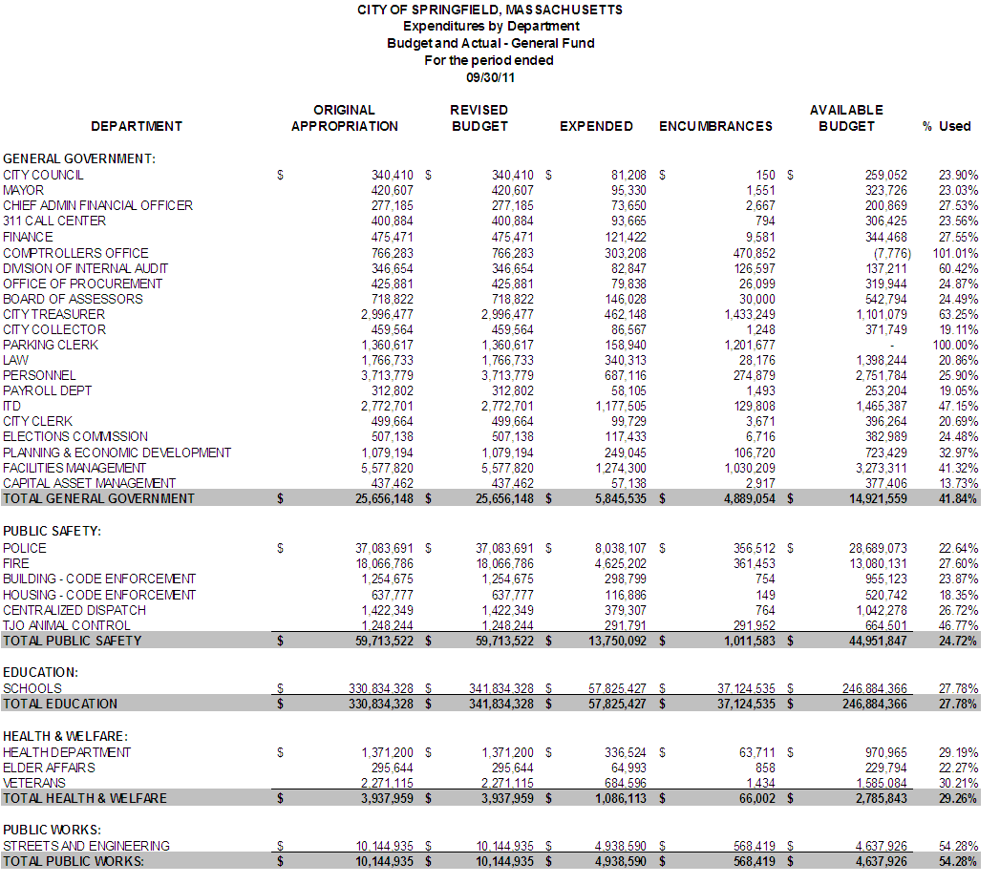 CITY OF SPRINGFIELD, MASSACHUSETTS
Expenditures by Department
Budget and Actual - General Fund
For the period ended
09/30/11
ORIGINAL REVISED AVAILABLE
DEPARTMENT APPROPRIATION BUDGET EXPENDED ENCUMBRANCES BUDGET % Used
GENERAL GOVERNMENT:
CITY COUNCIL $ 340,410 $ 340,410 $ 81,208 $ 150 $ 259,052 23.90%
MAYOR 420,607 420,607 95,330 1,551 323,726 23.03%
CHIEF ADMIN FINANCIAL OFFICER 277,185 277,185 73,650 2,667 200,869 27.53%
311 CALL CENTER 400,884 400,884 93,665 794 306,425 23.56%
FINANCE 475,471 475,471 121,422 9,581 344,468 27.55%
COMPTROLLERS OFFICE 766,283 766,283 303,208 470,852 (7,776) 101.01%
DIVISION OF INTERNAL AUDIT 346,654 346,654 82,847 126,597 137,211 60.42%
OFFICE OF PROCUREMENT 425,881 425,881 79,838 26,099 319,944 24.87%
BOARD OF ASSESSORS 718,822 718,822 146,028 30,000 542,794 24.49%
CITY TREASURER 2,996,477 2,996,477 462,148 1,433,249 1,101,079 63.25%
CITY COLLECTOR 459,564 459,564 86,567 1,248 371,749 19.11%
PARKING CLERK 1,360,617 1,360,617 158,940 1,201,677 - 100.00%
LAW 1,766,733 1,766,733 340,313 28,176 1,398,244 20.86%
PERSONNEL 3,713,779 3,713,779 687,116 274,879 2,751,784 25.90%
PAYROLL DEPT 312,802 312,802 58,105 1,493 253,204 19.05%
ITD 2,772,701 2,772,701 1,177,505 129,808 1,465,387 47.15%
CITY CLERK 499,664 499,664 99,729 3,671 396,264 20.69%
ELECTIONS COMMISSION 507,138 507,138 117,433 6,716 382,989 24.48%
PLANNING & ECONOMIC DEVELOPMENT 1,079,194 1,079,194 249,045 106,720 723,429 32.97%
FACILITIES MANAGEMENT 5,577,820 5,577,820 1,274,300 1,030,209 3,273,311 41.32%
CAPITAL ASSET MANAGEMENT 437,462 437,462 57,138 2,917 377,406 13.73%
TOTAL GENERAL GOVERNMENT $ 25,656,148 $ 25,656,148 $ 5,845,535 $ 4,889,054 $ 14,921,559 41.84%
PUBLIC SAFETY:
POLICE $ 37,083,691 $ 37,083,691 $ 8,038,107 $ 356,512 $ 28,689,073 22.64%
FIRE 18,066,786 18,066,786 4,625,202 361,453 13,080,131 27.60%
BUILDING - CODE ENFORCEMENT 1,254,675 1,254,675 298,799 754 955,123 23.87%
HOUSING - CODE ENFORCEMENT 637,777 637,777 116,886 149 520,742 18.35%
CENTRALIZED DISPATCH 1,422,349 1,422,349 379,307 764 1,042,278 26.72%
TJO ANIMAL CONTROL 1,248,244 1,248,244 291,791 291,952 664,501 46.77%
TOTAL PUBLIC SAFETY $ 59,713,522 $ 59,713,522 $ 13,750,092 $ 1,011,583 $ 44,951,847 24.72%
EDUCATION:
SCHOOLS $ 330,834,328 $ 341,834,328 $ 57,825,427 $ 37,124,535 $ 246,884,366 27.78%
TOTAL EDUCATION $ 330,834,328 $ 341,834,328 $ 57,825,427 $ 37,124,535 $ 246,884,366 27.78%
HEALTH & WELFARE:
HEALTH DEPARTMENT $ 1,371,200 $ 1,371,200 $ 336,524 $ 63,711 $ 970,965 29.19%
ELDER AFFAIRS 295,644 295,644 64,993 858 229,794 22.27%
VETERANS 2,271,115 2,271,115 684,596 1,434 1,585,084 30.21%
TOTAL HEALTH & WELFARE $ 3,937,959 $ 3,937,959 $ 1,086,113 $ 66,002 $ 2,785,843 29.26%
PUBLIC WORKS:
STREETS AND ENGINEERING $ 10,144,935 $ 10,144,935 $ 4,938,590 $ 568,419 $ 4,637,926 54.28%
TOTAL PUBLIC WORKS: $ 10,144,935 $ 10,144,935 $ 4,938,590 $ 568,419 $ 4,637,926 54.28%